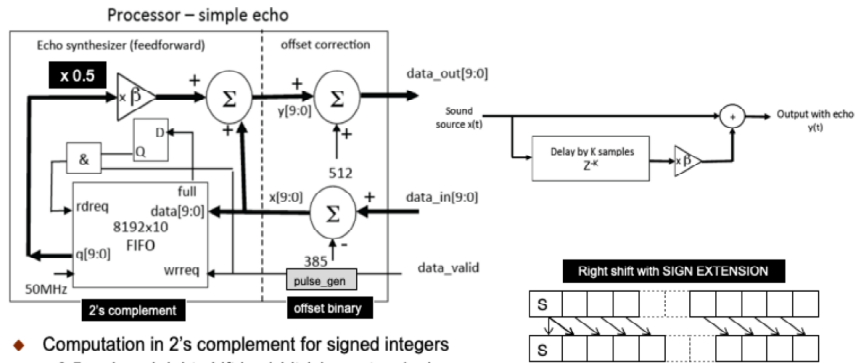 Processor – simple echo
Echo synthesizer (feedforward)
offset correction
x 0.5
x β
+
Σ
+
y[9:0]
+
Σ
+
512
data_out[9:0]
D
Q
&
full
rdreq
data[9:0]
8192x10
FIFO
q[9:0]
wrreq
50MHz
x[9:0]
Σ
+
-
385
data_in[9:0]
pulse_gen
data_valid
2's complement
offset binary
Sound
source x(t)
+
Output with echo
y(t)
Delay by K samples
Z-K
x β
Right shift with SIGN EXTENSION
S
S
◆ Computation in 2's complement for signed integers